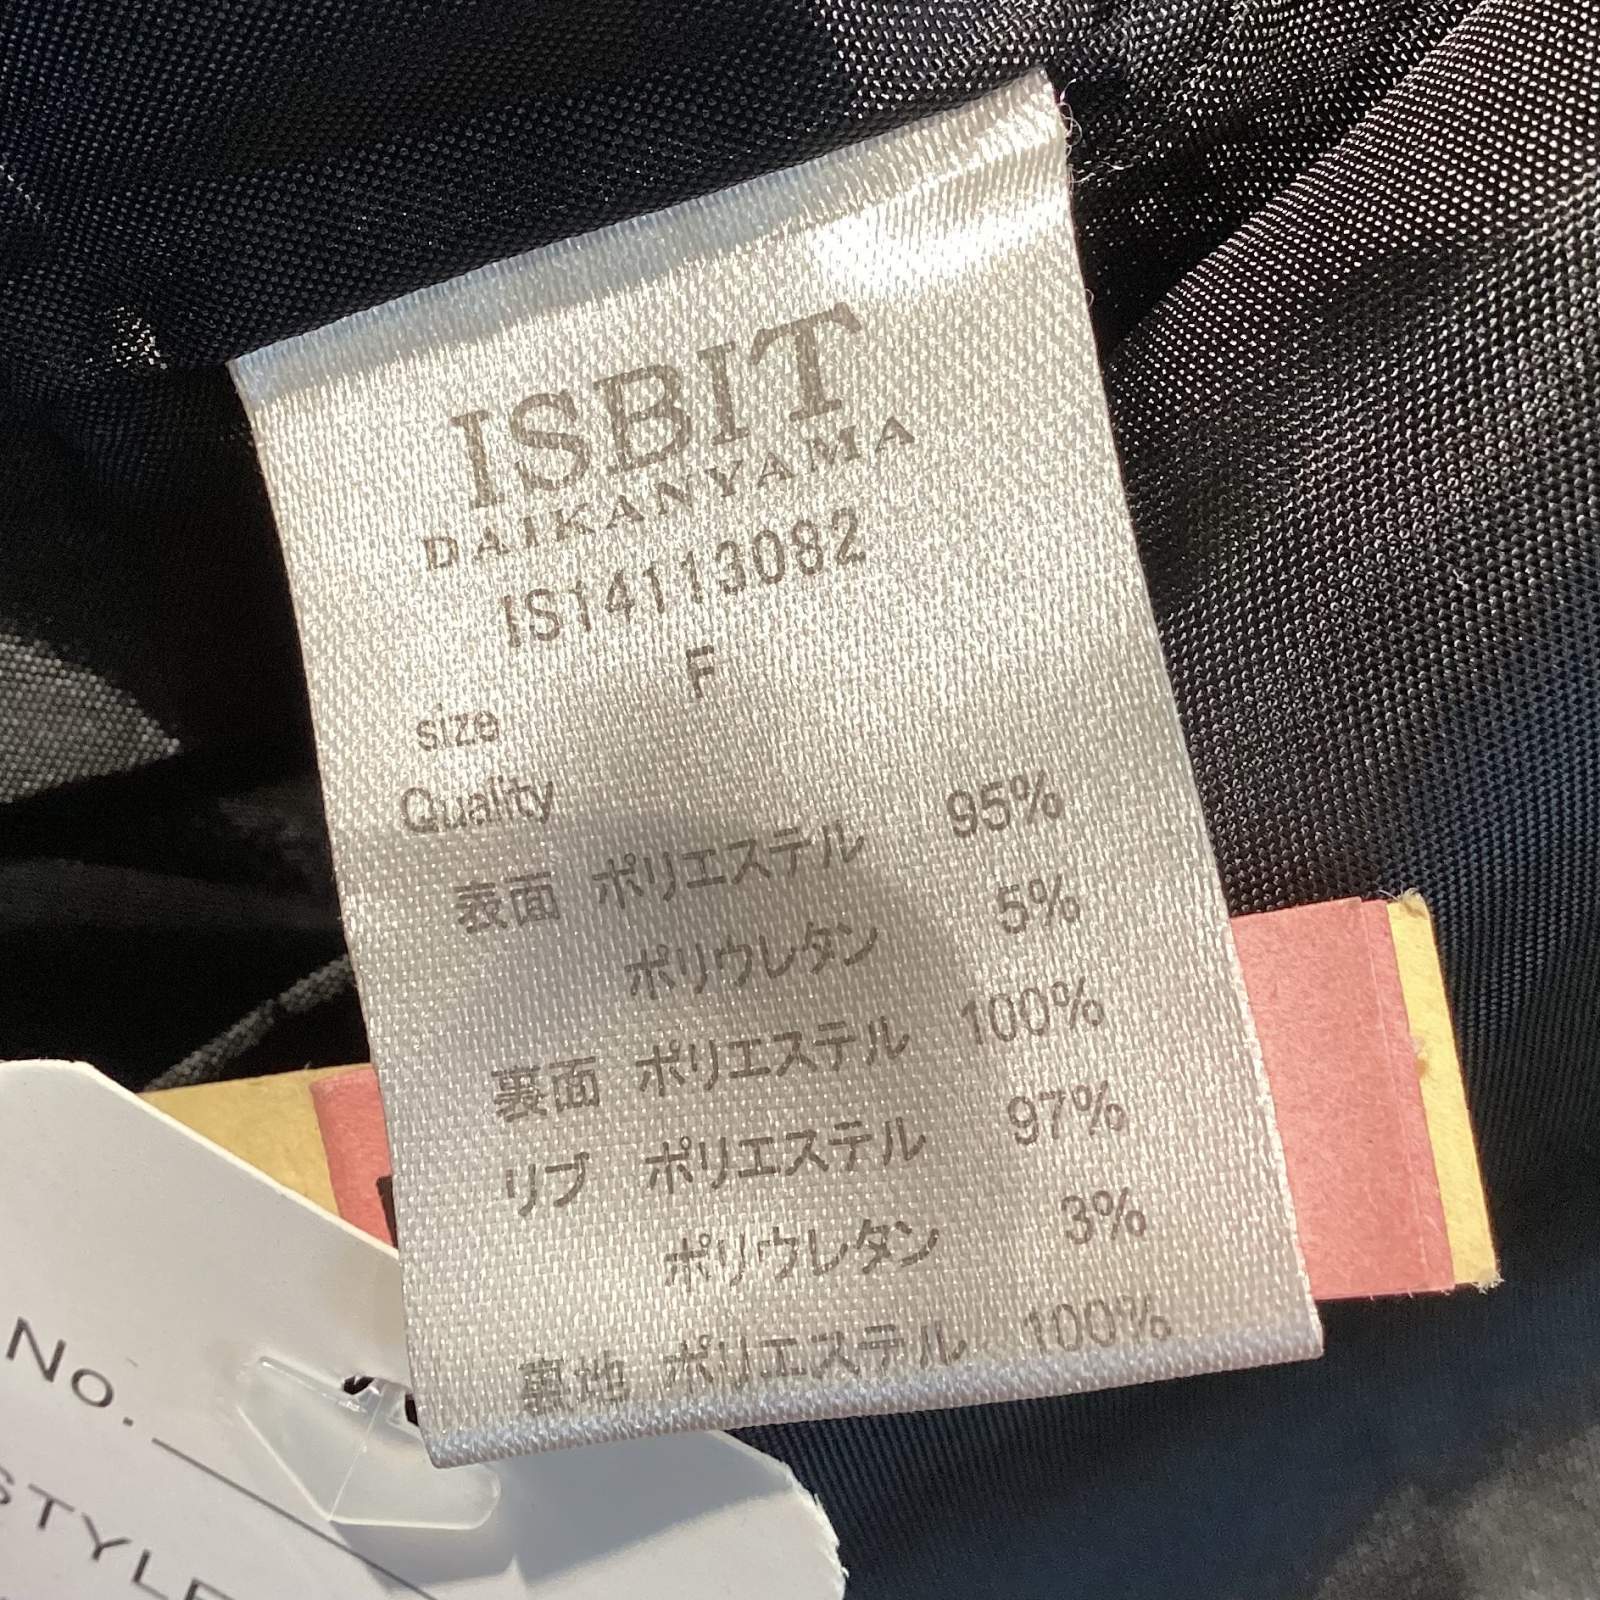 ISBIT
DAIKANYAMA
IS14113082
size F
Quality
表面 ポリエステル 95%
ポリウレタン 5%
裏面 ポリエステル 100%
リブ ポリエステル 97%
ポリウレタン 3%
裏地 ポリエステル 100%
No.
STYLE